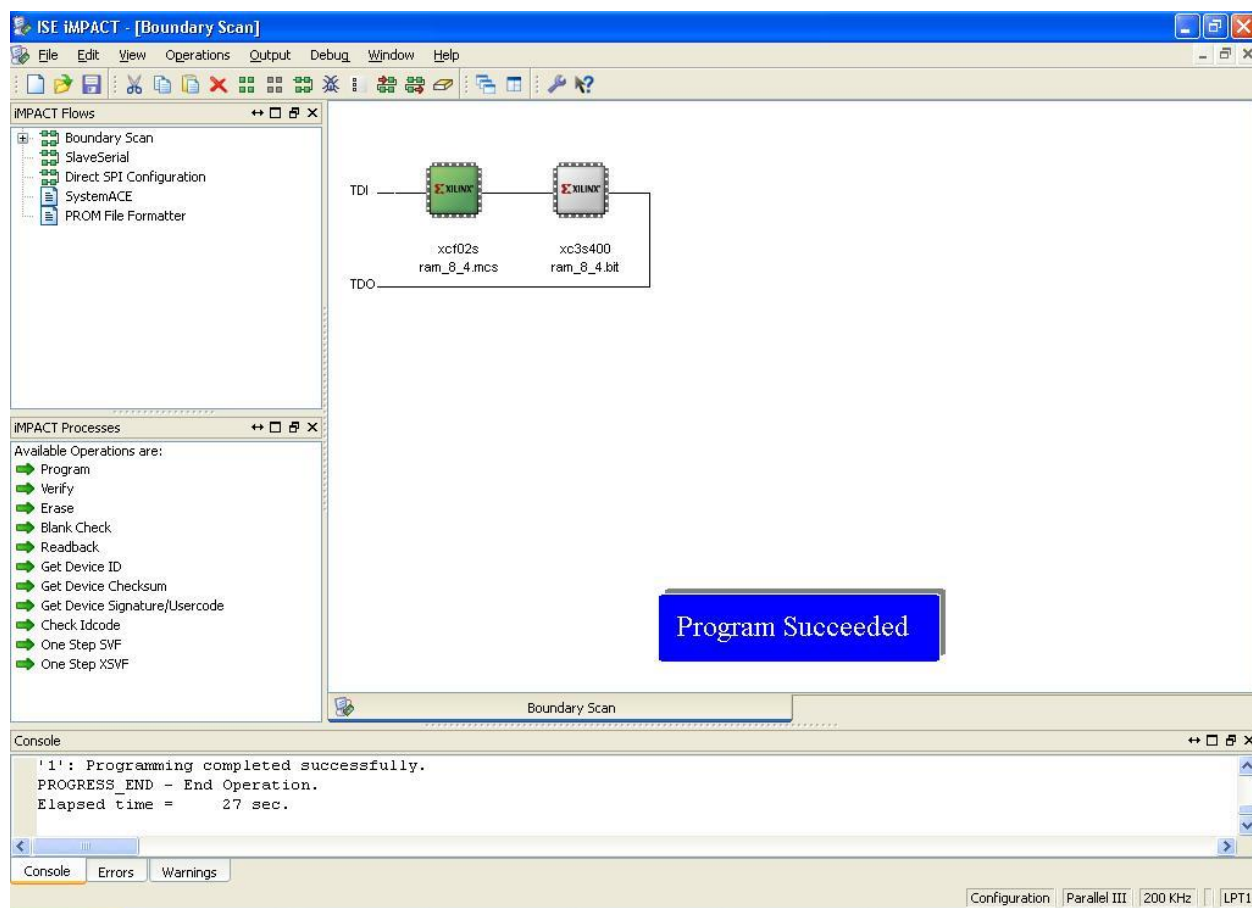 ISE iMPACT - [Boundary Scan]
File Edit View Operations Output Debug Window Help
iMPACT Flows
Boundary Scan
SlaveSerial
Direct SPI Configuration
SystemACE
PROM File Formatter
iMPACT Processes
Available Operations are:
Program
Verify
Erase
Blank Check
Readback
Get Device ID
Get Device Checksum
Get Device Signature/Usercode
Check Idcode
One Step SVF
One Step XSVF
TDI
XILINX
XILINX
xcf02s
xc3s400
ram_8_4.mcs
ram_8_4.bit
TDO
Program Succeeded
Boundary Scan
Console
'1': Programming completed successfully.
PROGRESS_END - End Operation.
Elapsed time = 27 sec.
Console Errors Warnings
Configuration Parallel III 200 KHz LPT1